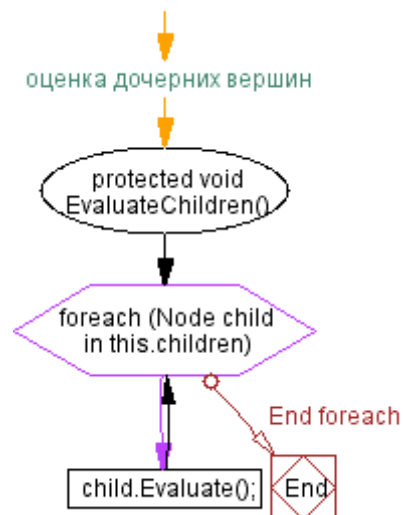 оценка дочерних вершин
protected void
EvaluateChildren()
foreach (Node child
in this.children)
End foreach
child.Evaluate();
End